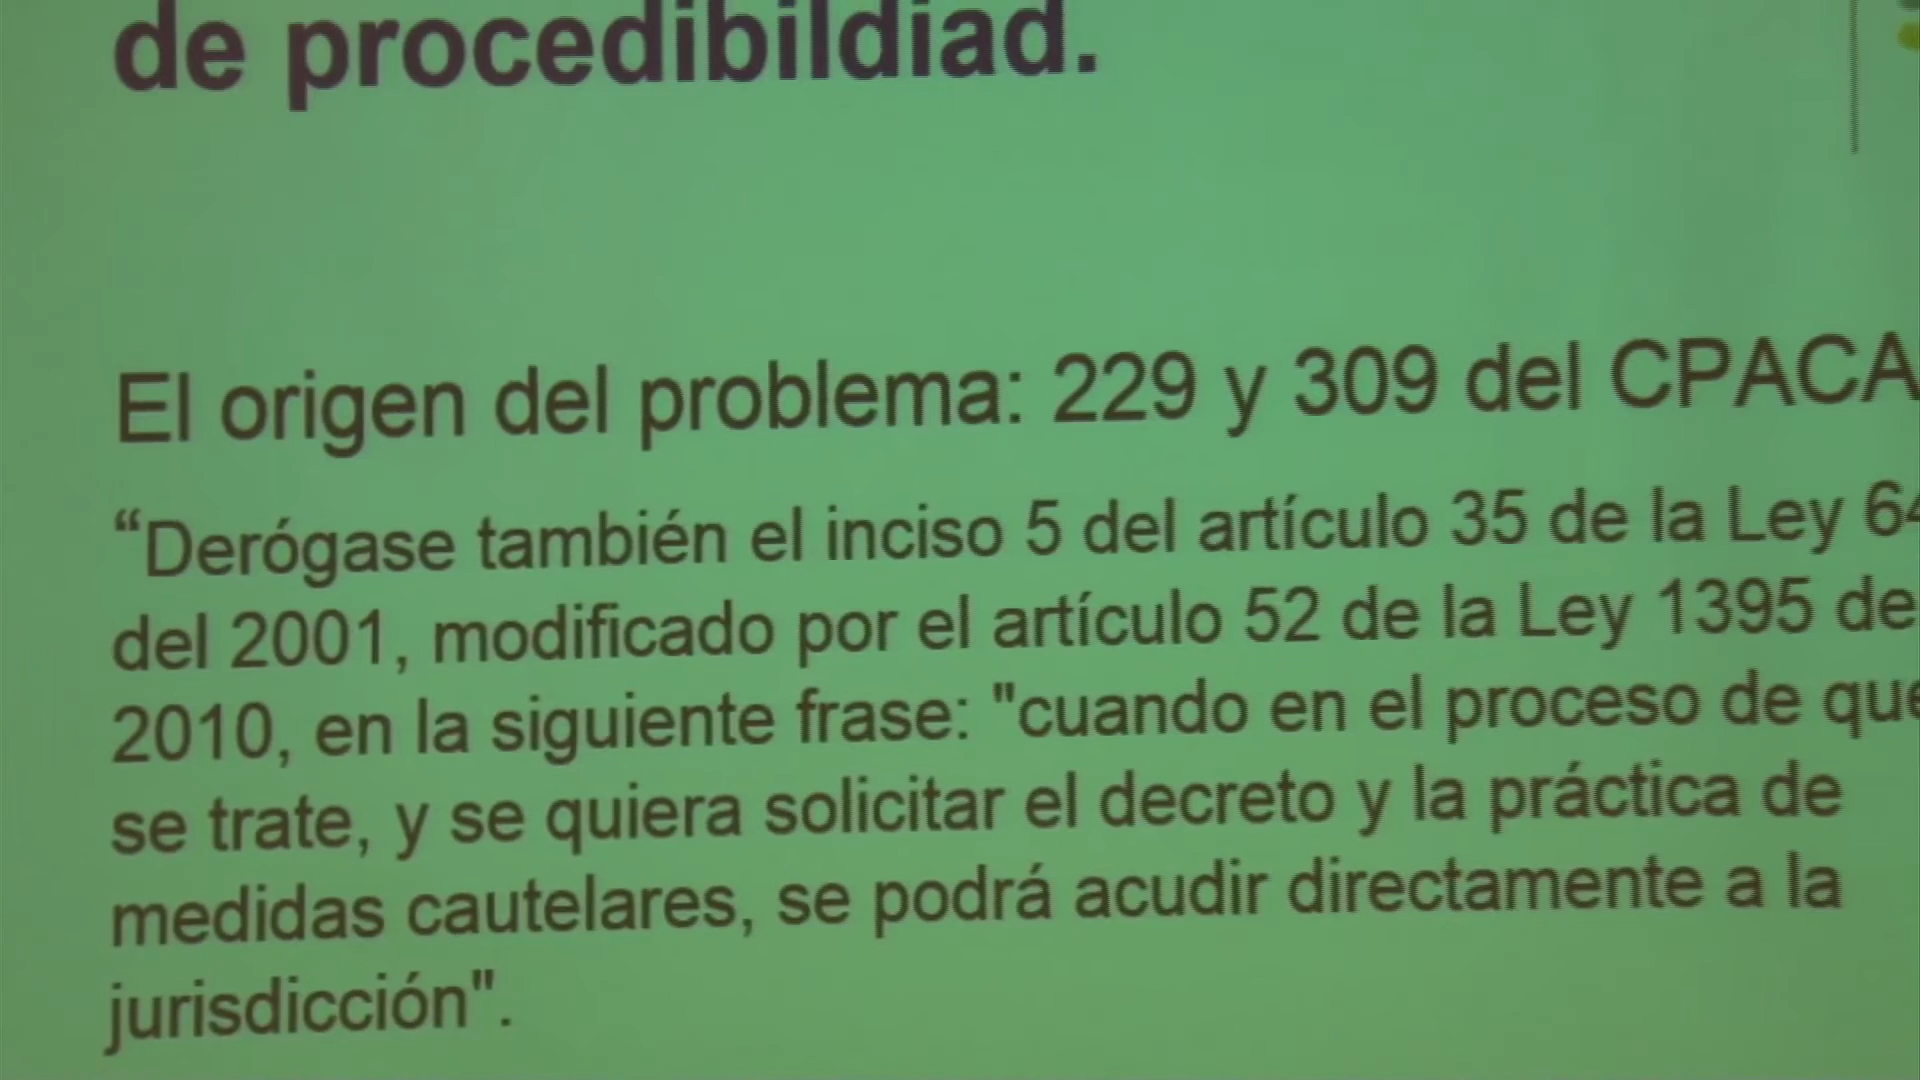 de procedibildiad.
El origen del problema: 229 y 309 del CPACA
“Derógase también el inciso 5 del artículo 35 de la Ley 64
del 2001, modificado por el artículo 52 de la Ley 1395 de
2010, en la siguiente frase: "cuando en el proceso de que
se trate, y se quiera solicitar el decreto y la práctica de
medidas cautelares, se podrá acudir directamente a la
jurisdicción".